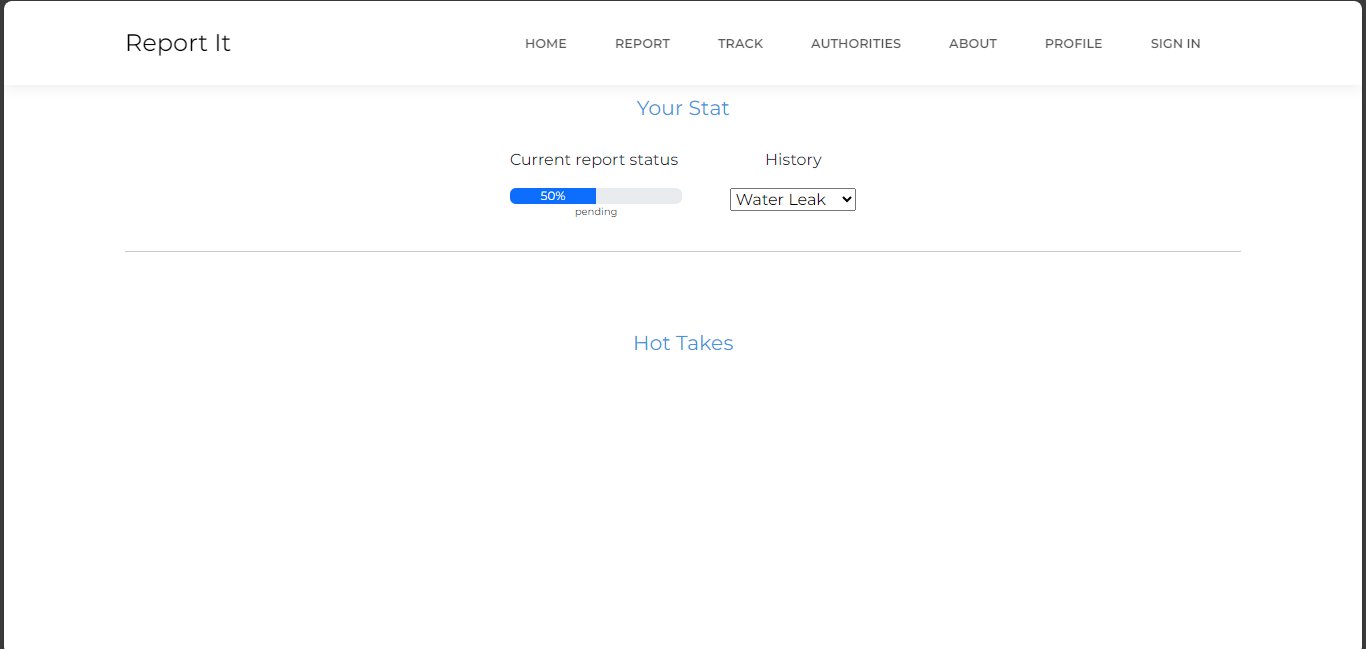 Report It
HOME REPORT TRACK AUTHORITIES ABOUT PROFILE SIGN IN
Your Stat
Current report status History
50% Water Leak
pending
Hot Takes